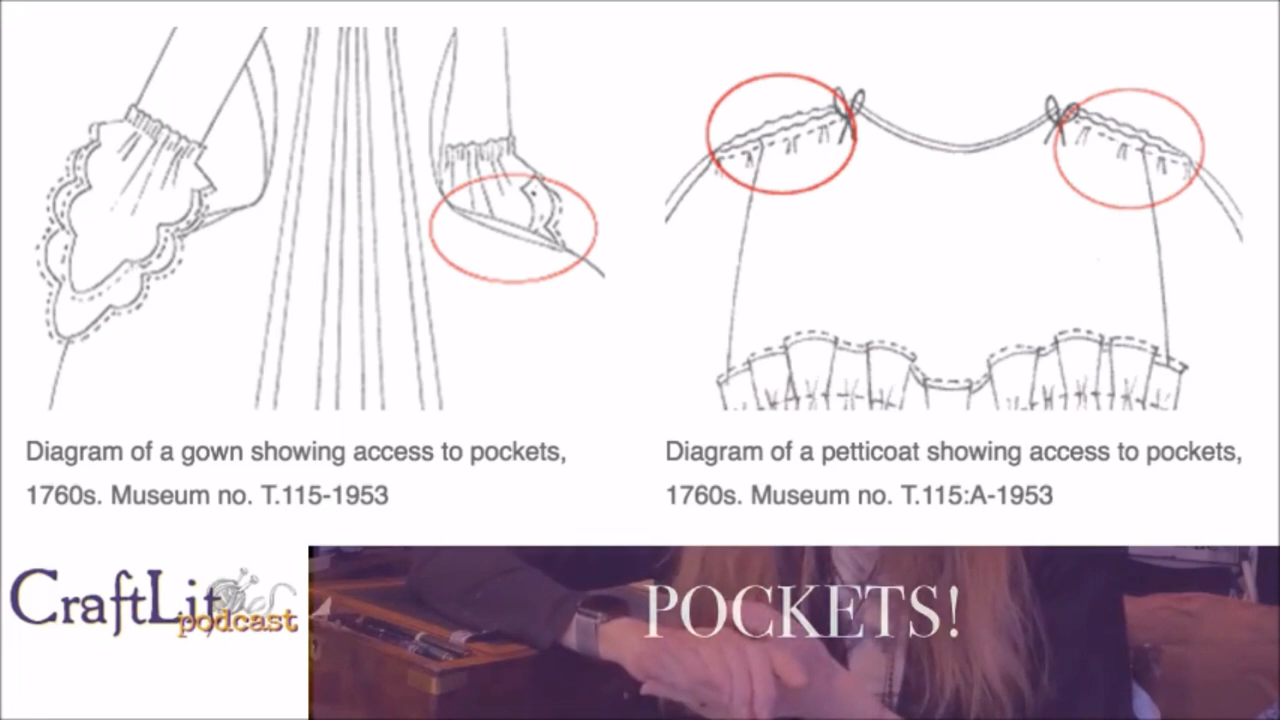 Diagram of a gown showing access to pockets,
1760s. Museum no. T.115-1953
Diagram of a petticoat showing access to pockets,
1760s. Museum no. T.115:A-1953
CraftLit
podcast
POCKETS!